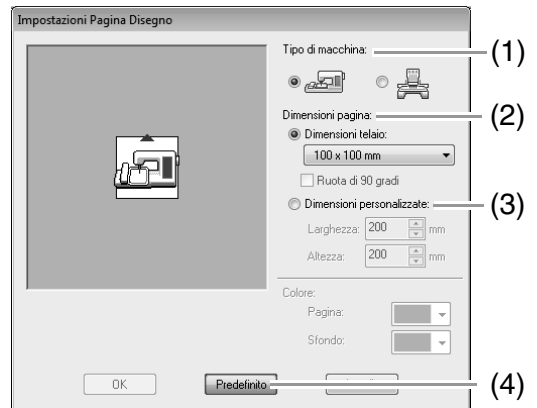 Impostazioni Pagina Disegno
Tipo di macchina:
(1)
Dimensioni pagina:
(2)
Dimensioni telaio:
100 x 100 mm
Ruota di 90 gradi
Dimensioni personalizzate:
(3)
Larghezza: 200 mm
Altezza: 200 mm
Colore:
Pagina:
Sfondo:
OK
Predefinito
(4)